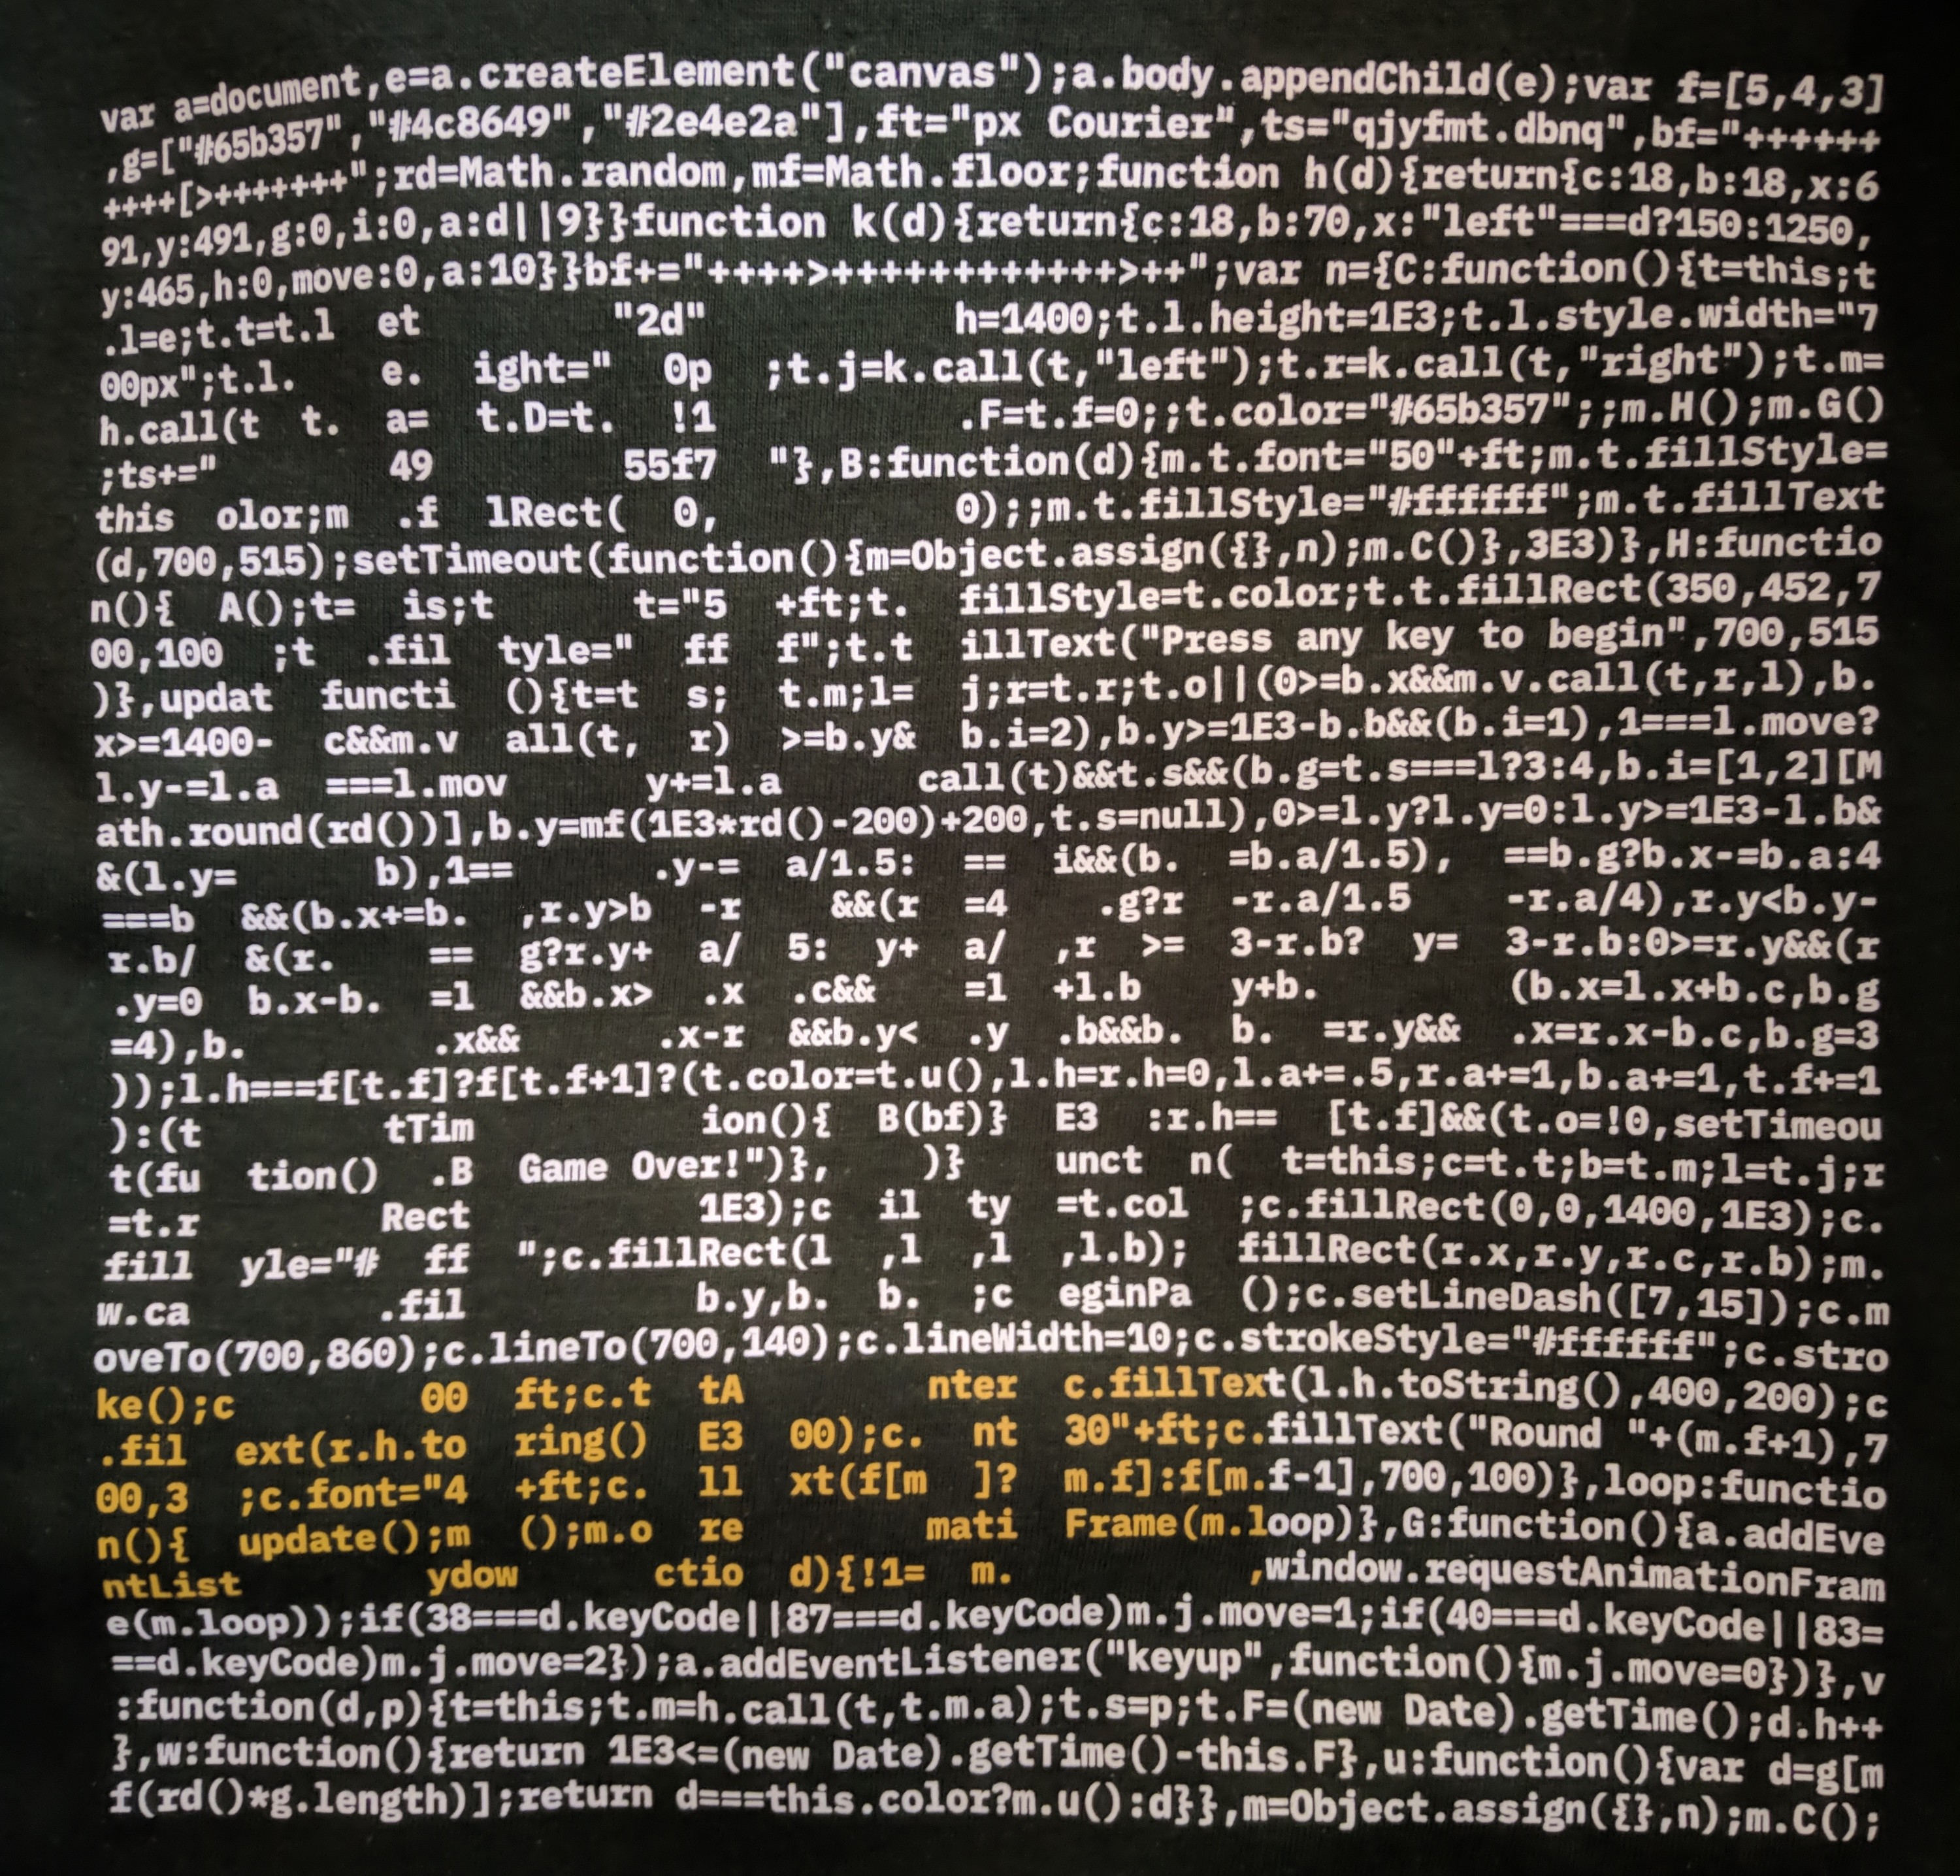 var a=document,e=a.createElement("canvas");a.body.appendChild(e);var f=[5,4,3]
,g=["#65b357","#4c8649","#2e4e2a"],ft="px Courier",ts="qjyfmt.dbnq",bf="++++++
++++[>+++++++";rd=Math.random,mf=Math.floor;function h(d){return{c:18,b:18,x:6
91,y:491,g:0,i:0,a:d||9}}function k(d){return{c:18,b:70,x:"left"===d?150:1250,
y:465,h:0,move:0,a:10}}bf+="++++>+++++++++++++>++";var n={C:function(){t=this;t
.l=e;t.t=t.l et "2d" h=1400;t.l.height=1E3;t.l.style.width="7
00px";t.l. e. ight=" 0p ;t.j=k.call(t,"left");t.r=k.call(t,"right");t.m=
h.call(t t. a= t.D=t. !1 .F=t.f=0;;t.color="#65b357";;m.H();m.G()
;ts+=" 49 55f7 "},B:function(d){m.t.font="50"+ft;m.t.fillStyle=
this olor;m .f lRect( 0, 0);;m.t.fillStyle="#ffffff";m.t.fillText
(d,700,515);setTimeout(function(){m=Object.assign({},n);m.C()},3E3)},H:functio
n(){ A();t= is;t t="5 +ft;t. fillStyle=t.color;t.t.fillRect(350,452,7
00,100 ;t .fil tyle=" ff f";t.t illText("Press any key to begin",700,515
)},updat functi (){t=t s; t.m;l= j;r=t.r;t.o||(0>=b.x&&m.v.call(t,r,l),b.
x>=1400- c&&m.v all(t, r) >=b.y& b.i=2),b.y>=1E3-b.b&&(b.i=1),1===l.move?
l.y-=l.a ===l.mov y+=l.a call(t)&&t.s&&(b.g=t.s===l?3:4,b.i=[1,2][M
ath.round(rd())],b.y=mf(1E3*rd()-200)+200,t.s=null),0>=l.y?l.y=0:l.y>=1E3-l.b&
&(l.y= b),1== .y-= a/1.5: == i&&(b. =b.a/1.5), ==b.g?b.x-=b.a:4
===b &&(b.x+=b. ,r.y>b -r &&(r =4 .g?r -r.a/1.5 -r.a/4),r.y<b.y-
r.b/ &(r. == g?r.y+ a/ 5: y+ a/ ,r >= 3-r.b? y= 3-r.b:0>=r.y&&(r
.y=0 b.x-b. =l &&b.x> .x .c&& =l +l.b y+b. (b.x=l.x+b.c,b.g
=4),b. .x&& .x-r &&b.y< .y .b&&b. b. =r.y&& .x=r.x-b.c,b.g=3
));l.h===f[t.f]?f[t.f+1]?(t.color=t.u(),l.h=r.h=0,l.a+=.5,r.a+=1,b.a+=1,t.f+=1
):(t tTim ion(){ B(bf)} E3 :r.h== [t.f]&&(t.o=!0,setTimeou
t(fu tion() .B Game Over!")}, )} unct n( t=this;c=t.t;b=t.m;l=t.j;r
=t.r Rect 1E3);c il ty =t.col ;c.fillRect(0,0,1400,1E3);c.
fill yle="# ff ";c.fillRect(l ,l ,l ,l.b); fillRect(r.x,r.y,r.c,r.b);m.
w.ca .fil b.y,b. b. ;c eginPa ();c.setLineDash([7,15]);c.m
oveTo(700,860);c.lineTo(700,140);c.lineWidth=10;c.strokeStyle="#ffffff";c.stro
ke();c 00 ft;c.t tA nter c.fillText(l.h.toString(),400,200);c
.fil ext(r.h.to ring() E3 00);c. nt 30"+ft;c.fillText("Round "+(m.f+1),7
00,3 ;c.font="4 +ft;c. ll xt(f[m ]? m.f]:f[m.f-1],700,100)},loop:functio
n(){ update();m ();m.o re mati Frame(m.loop)},G:function(){a.addEve
ntList ydow ctio d){!1= m. ,window.requestAnimationFram
e(m.loop));if(38===d.keyCode||87===d.keyCode)m.j.move=1;if(40===d.keyCode||83=
==d.keyCode)m.j.move=2});a.addEventListener("keyup",function(){m.j.move=0})},v
:function(d,p){t=this;t.m=h.call(t,t.m.a);t.s=p;t.F=(new Date).getTime();d.h++
},w:function(){return 1E3<=(new Date).getTime()-this.F},u:function(){var d=g[m
f(rd()*g.length)];return d===this.color?m.u():d}},m=Object.assign({},n);m.C();